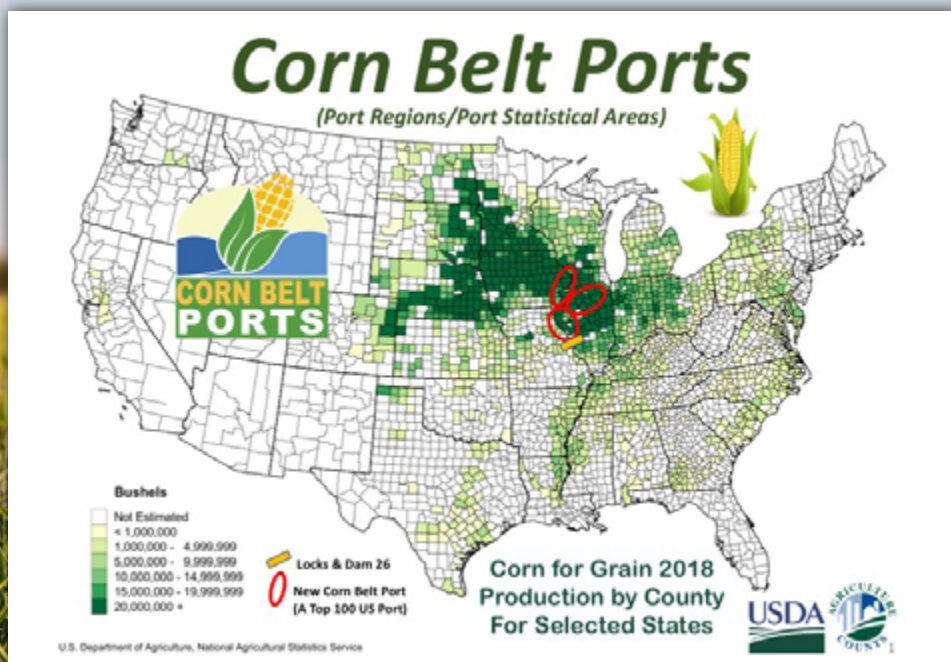 Corn Belt Ports
(Port Regions/Port Statistical Areas)
CORN BELT
PORTS
Bushels
Not Estimated
< 1,000,000
1,000,000 - 4,999,999
5,000,000 - 9,999,999
10,000,000 - 14,999,999
15,000,000 - 19,999,999
20,000,000 +
Locks & Dam 26
New Corn Belt Port
(A Top 100 US Port)
Corn for Grain 2018
Production by County
For Selected States
USDA
AGRICULTURE
COUNTS
1
U.S. Department of Agriculture, National Agricultural Statistics Service